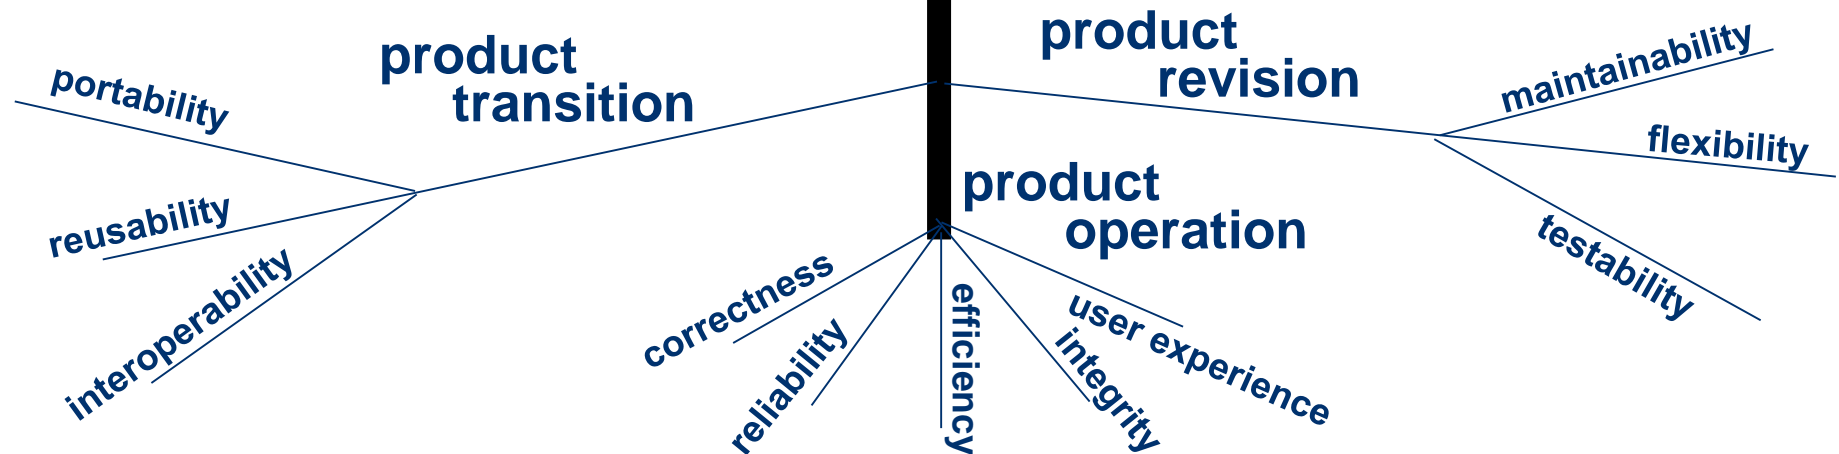 product
transition
portability
reusability
interoperability
product
revision
maintainability
flexibility
testability
product
operation
correctness
reliability
efficiency
integrity
user experience